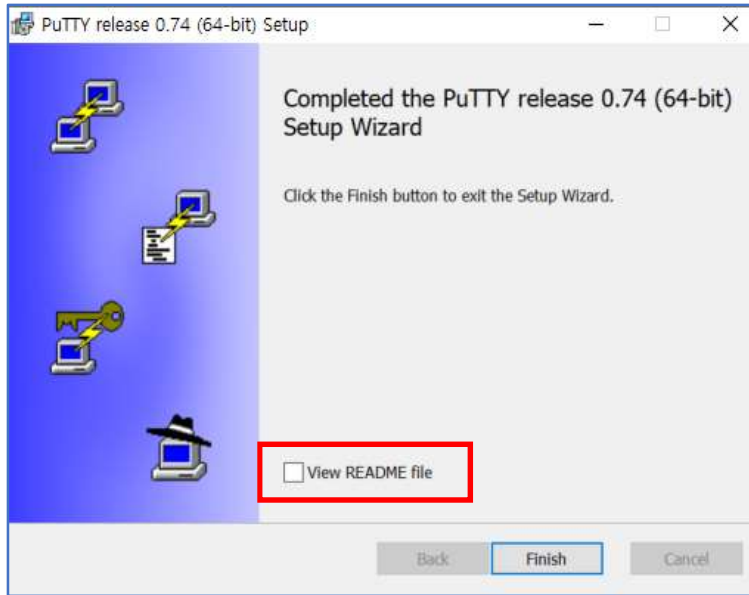 PuTTY release 0.74 (64-bit) Setup
Completed the PuTTY release 0.74 (64-bit)
Setup Wizard
Click the Finish button to exit the Setup Wizard.
View README file
Back
Finish
Cancel